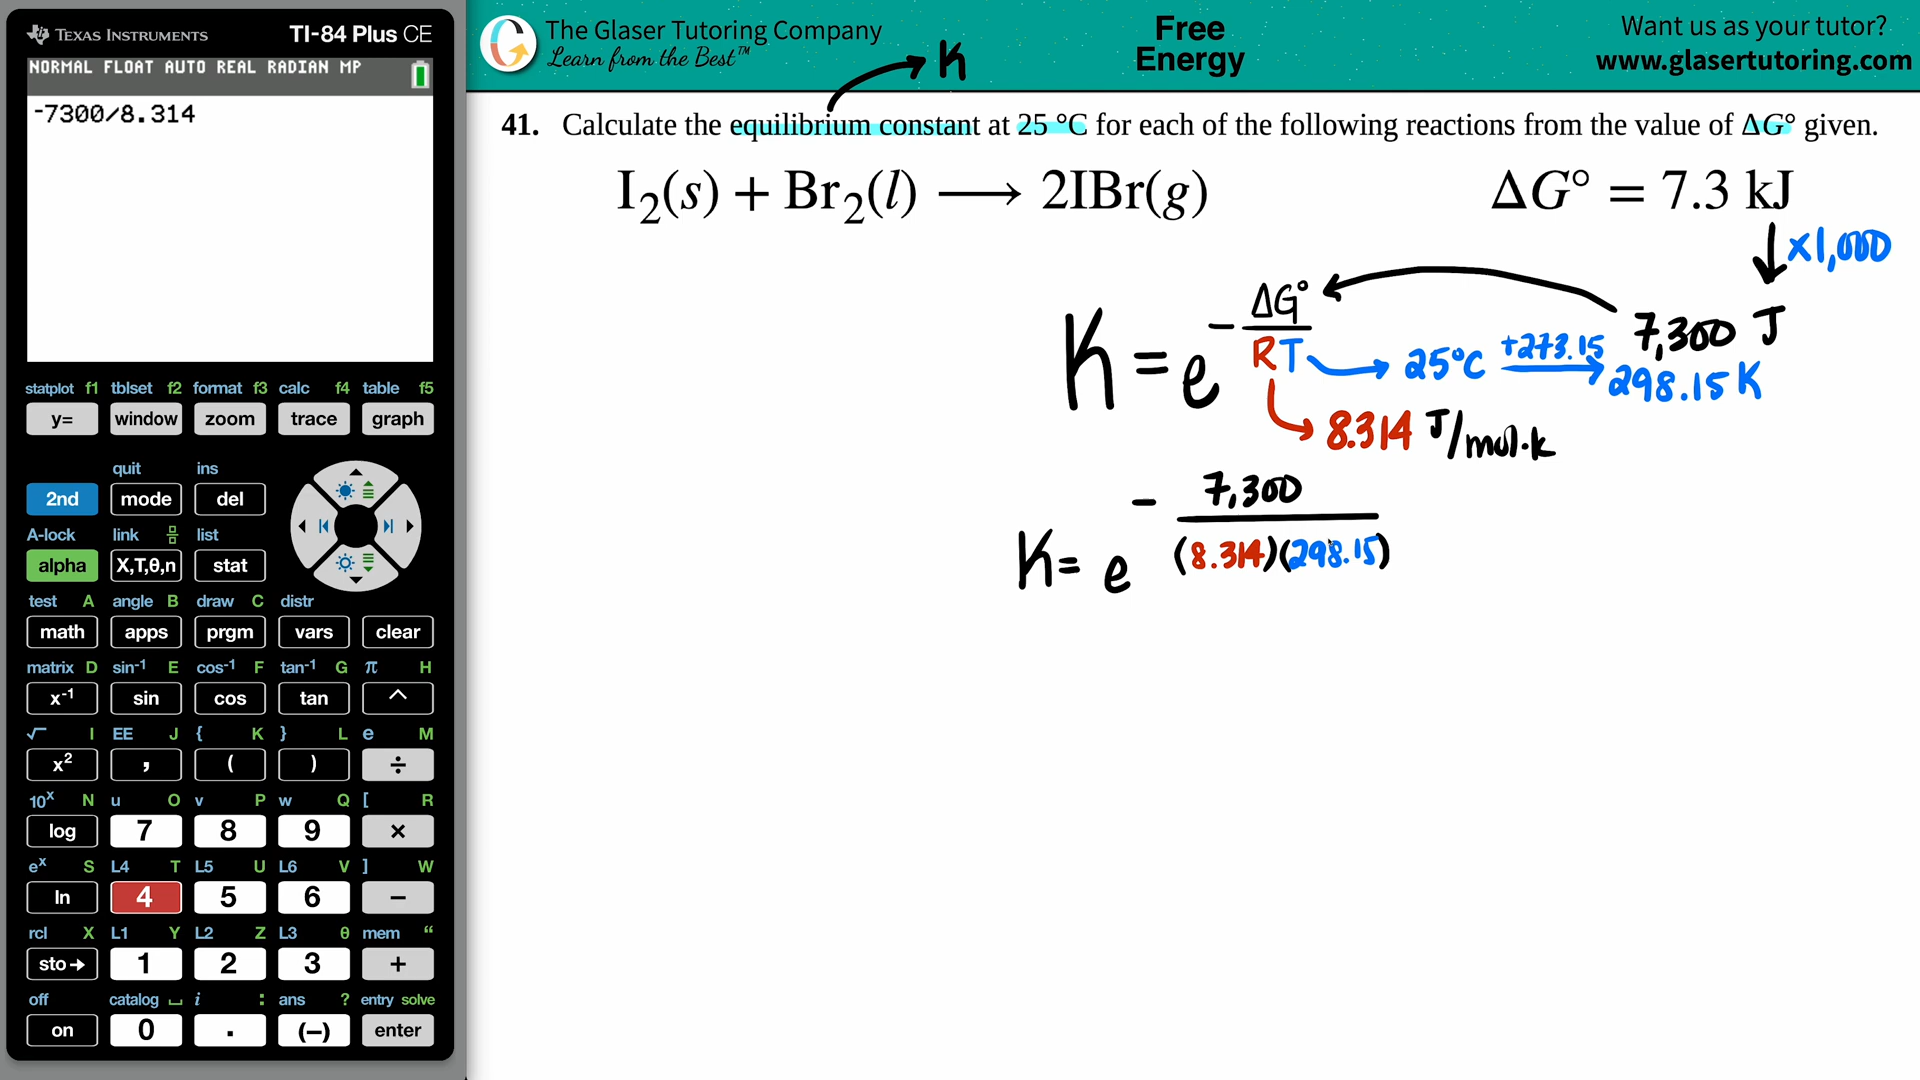 TEXAS INSTRUMENTS TI-84 Plus CE
NORMAL FLOAT AUTO REAL RADIAN MP
-7300/8.314
statplot f1 tblset f2 format f3 calc f4 table f5
y= window zoom trace graph
quit ins
2nd mode del
A-lock link list
alpha X,T,θ,n stat
test A angle B draw C distr
math apps prgm vars clear
matrix D sin⁻¹ E cos⁻¹ F tan⁻¹ G π H
x⁻¹ sin cos tan ^
√ I EE J { K } L e M
x² , ( ) ÷
10ˣ N u O v P w Q [ R
log 7 8 9 ×
eˣ S L4 T L5 U L6 V ] W
ln 4 5 6 −
rcl X L1 Y L2 Z L3 θ mem “
sto→ 1 2 3 +
off catalog ⎵ i : ans ? entry solve
on 0 . (−) enter
The Glaser Tutoring Company
Learn from the Best™
K
Free
Energy
Want us as your tutor?
www.glasertutoring.com
41. Calculate the equilibrium constant at 25 °C for each of the following reactions from the value of ΔG° given.
I₂(s) + Br₂(l) ⟶ 2IBr(g) ΔG° = 7.3 kJ
×1,000
7,300 J
K = e^(−ΔG°/RT) → 25°C +273.15 → 298.15 K
→ 8.314 J/mol·K
K = e^(−7,300/(8.314)(298.15))